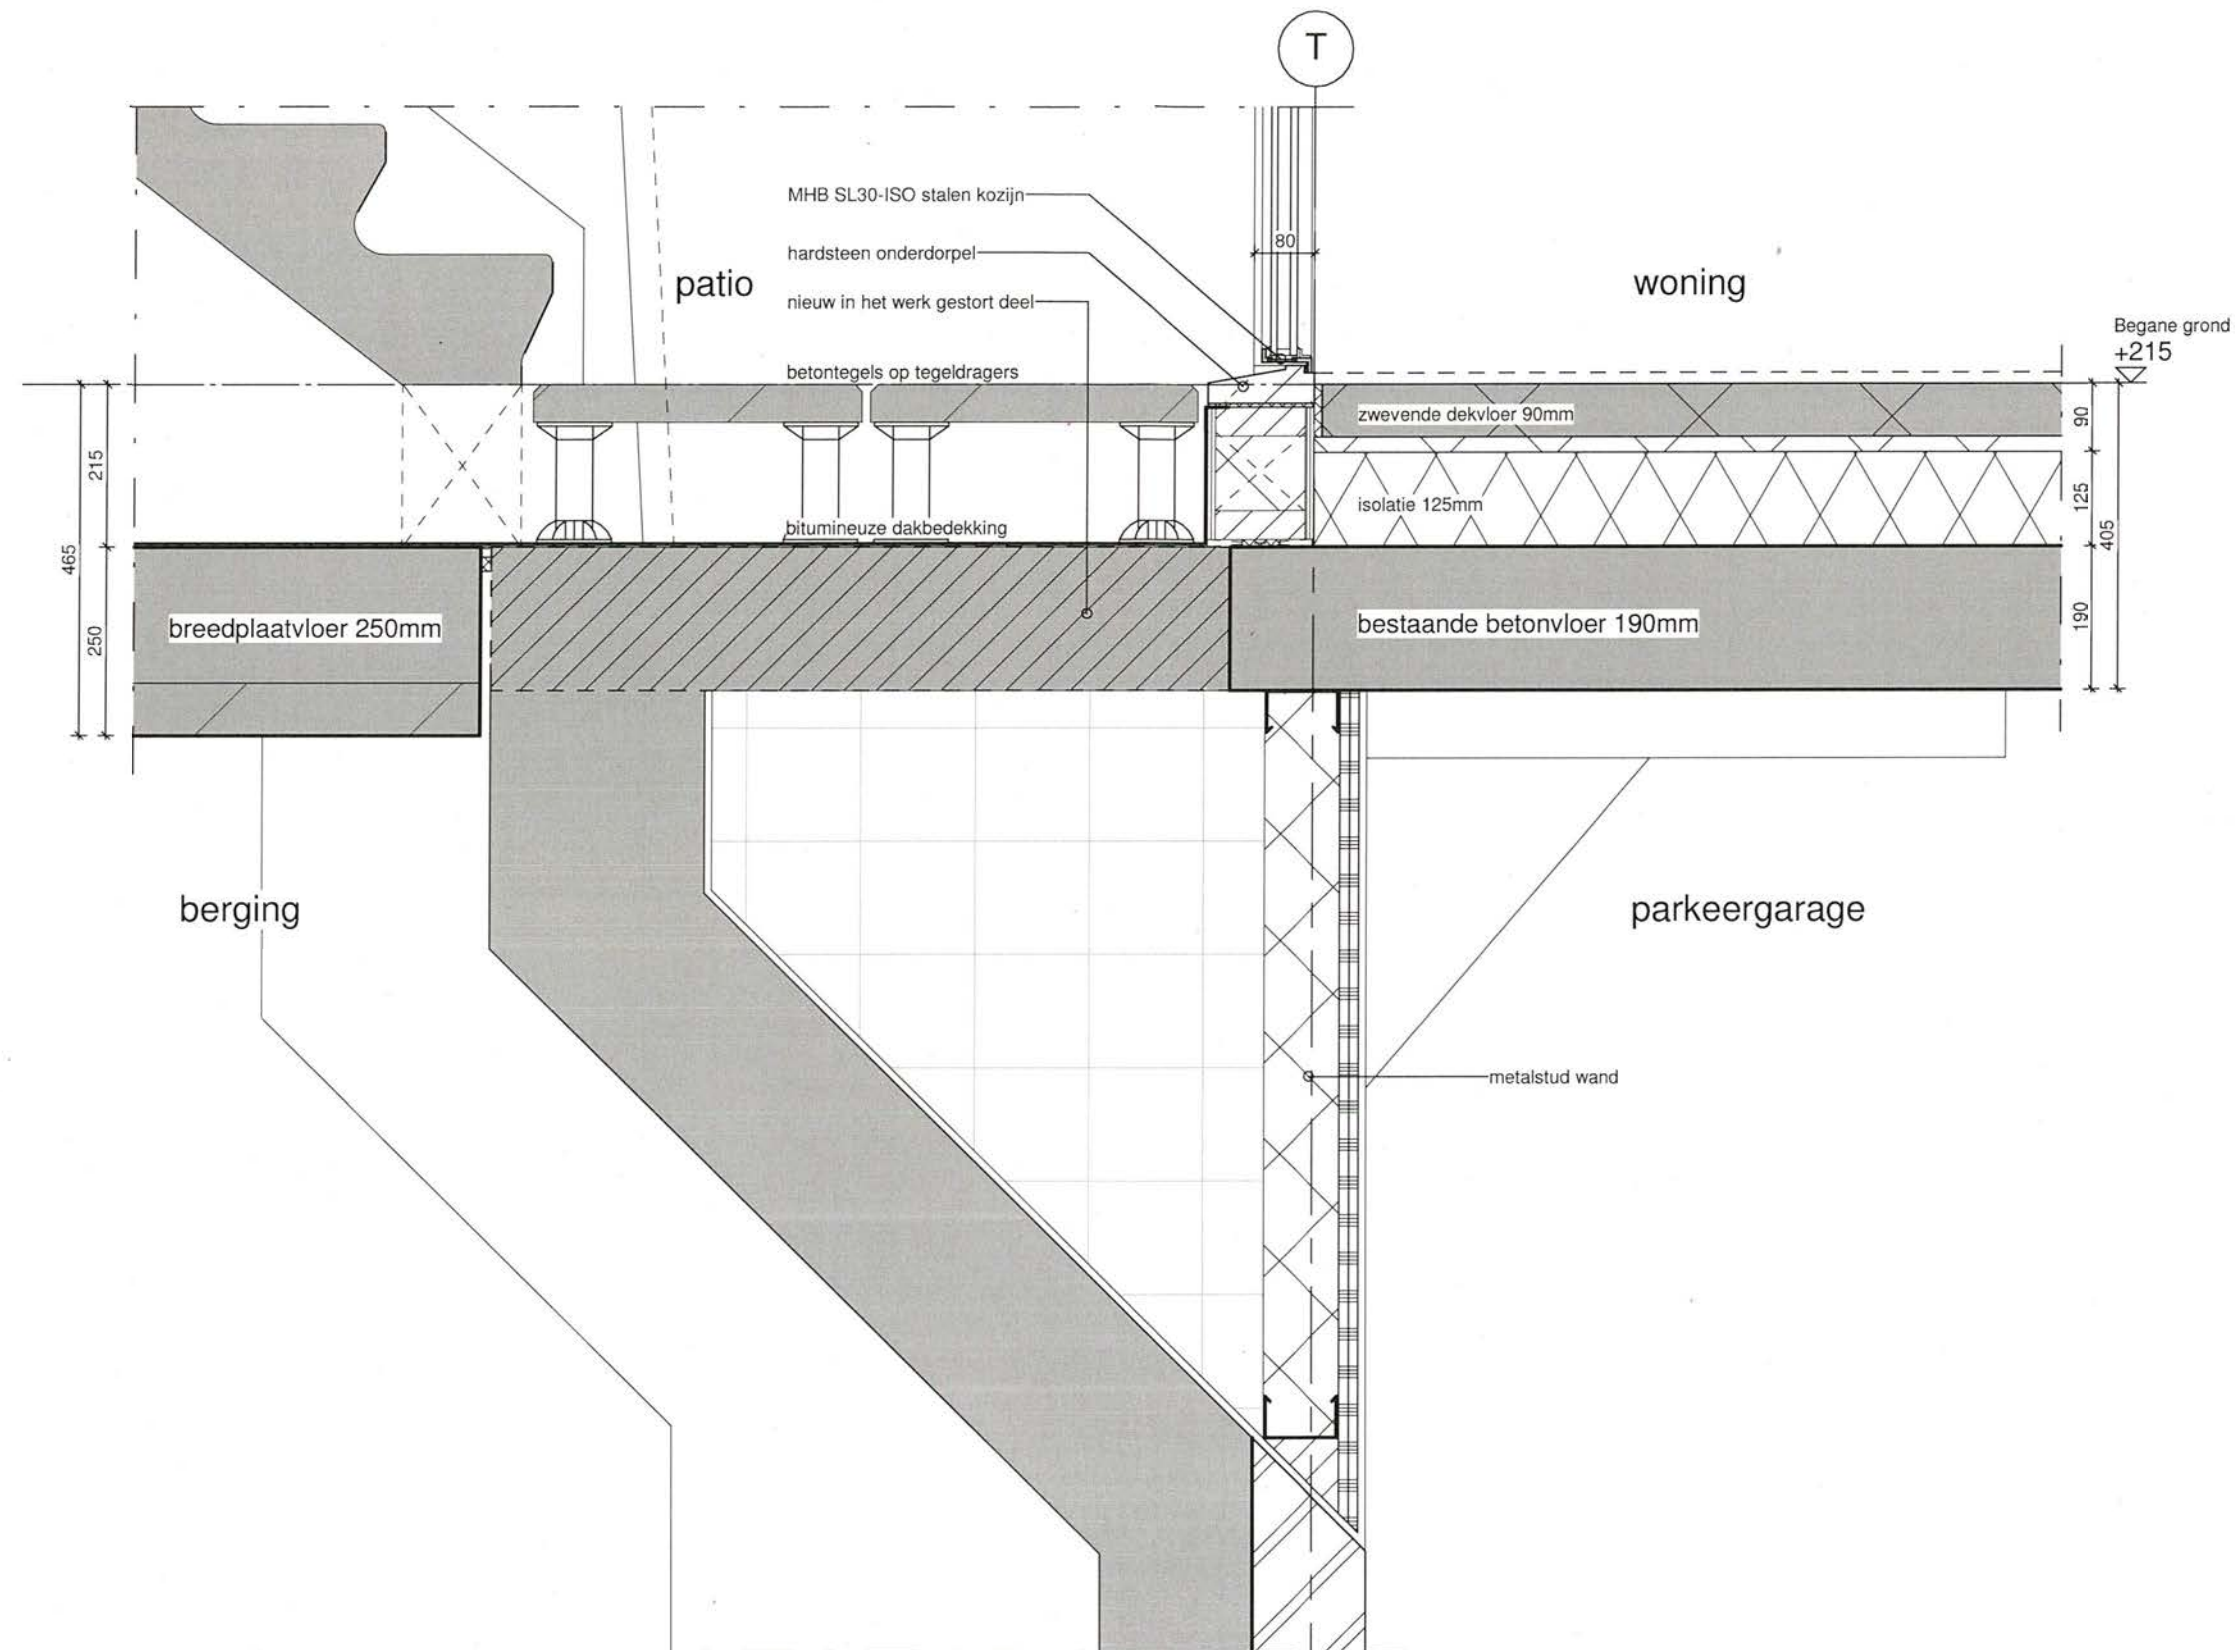 T
MHB SL30-ISO stalen kozijn
hardsteen onderdorpel
80
patio
woning
nieuw in het werk gestort deel
Begane grond
+215
betontegels op tegeldragers
zwevende dekvloer 90mm
90
215
isolatie 125mm
125
bitumineuze dakbedekking
405
465
breedplaatvloer 250mm
bestaande betonvloer 190mm
250
190
berging
parkeergarage
metalstud wand